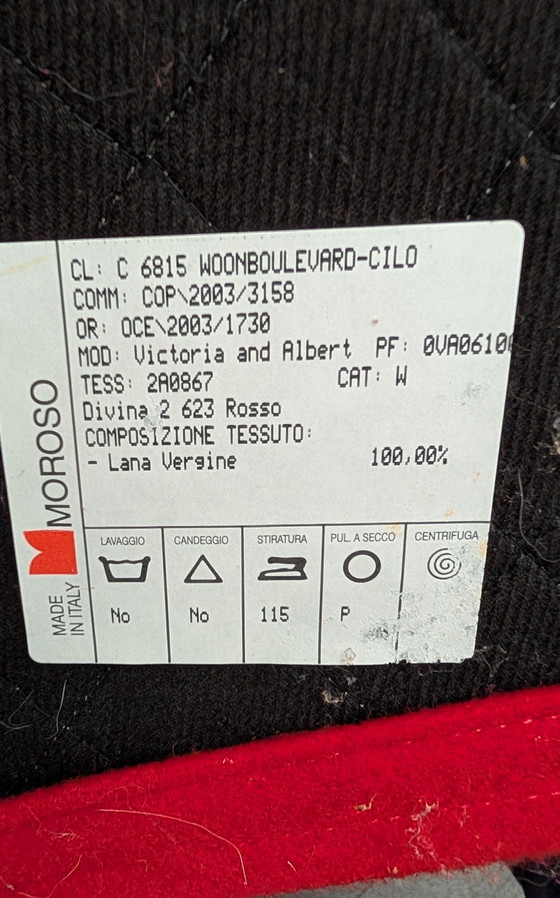 CL: C 6815 WOONBOULEVARD-CILO
COMM: COP\2003/3158
OR: OCE\2003/1730
MOD: Victoria and Albert PF: 0VA0610
TESS: 2A0867 CAT: W
Divina 2 623 Rosso
COMPOSIZIONE TESSUTO:
- Lana Vergine 100,00%
MOROSO
MADE
IN ITALY
LAVAGGIO CANDEGGIO STIRATURA PUL. A SECCO CENTRIFUGA
No No 115 P